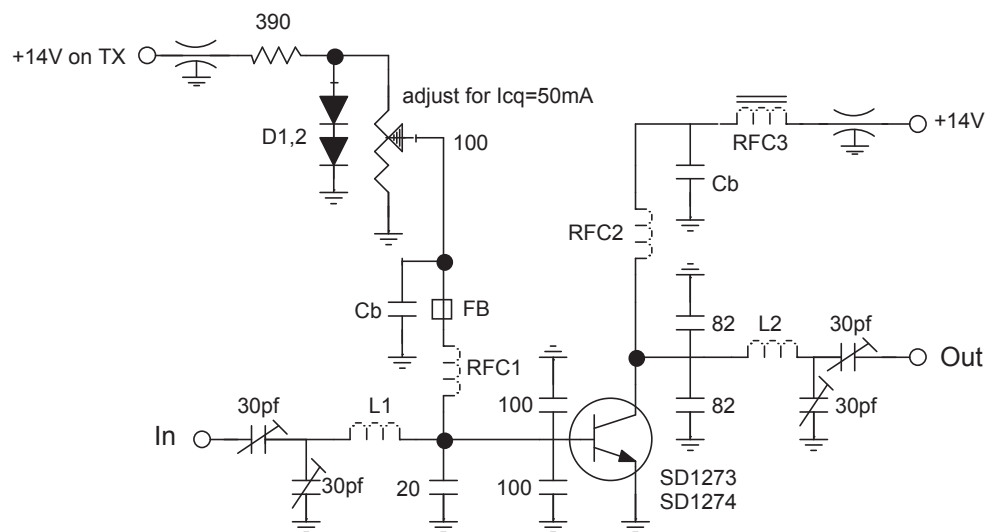 390
+14V on TX
adjust for Icq=50mA
D1,2
100
RFC3
+14V
Cb
RFC2
Cb
FB
82
L2
30pf
RFC1
Out
30pf
L1
100
82
30pf
In
30pf
20
100
SD1273
SD1274